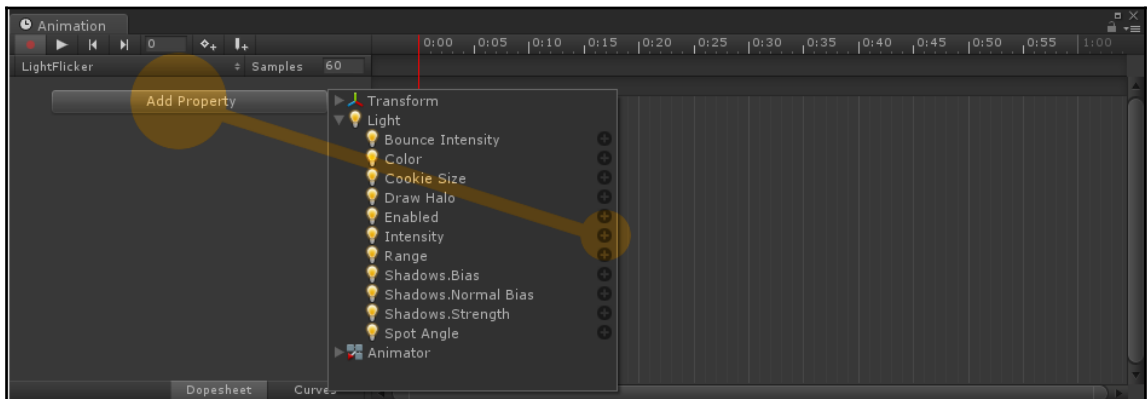 Animation
0
0:00 0:05 0:10 0:15 0:20 0:25 0:30 0:35 0:40 0:45 0:50 0:55 1:00
LightFlicker
Samples 60
Add Property
Transform
Light
Bounce Intensity
Color
Cookie Size
Draw Halo
Enabled
Intensity
Range
Shadows.Bias
Shadows.Normal Bias
Shadows.Strength
Spot Angle
Animator
Dopesheet
Curves